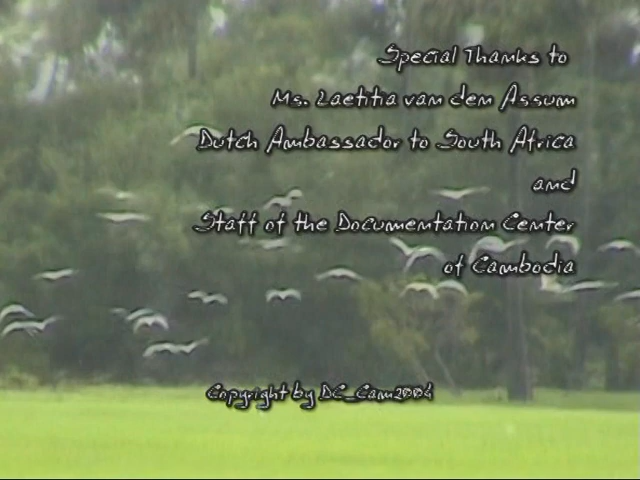 Special Thanks to
Ms. Laetitia van den Assum
Dutch Ambassador to South Africa
and
Staff of the Documentation Center
of Cambodia
Copyright by DC_Cam2004